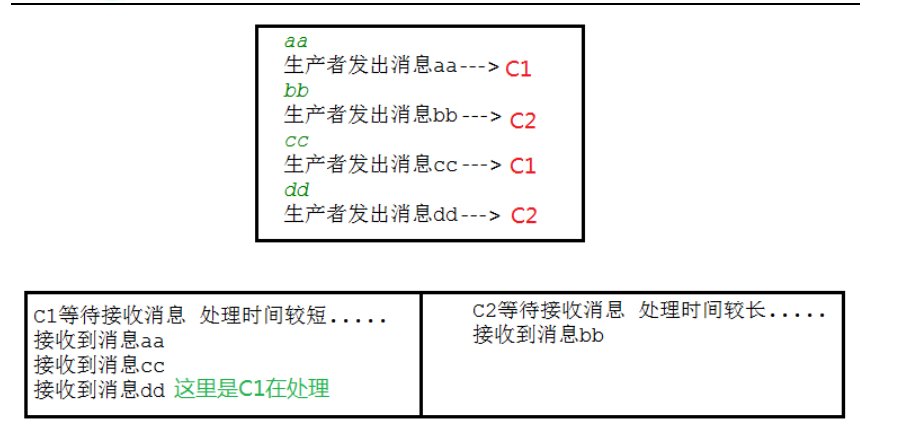 aa
生产者发出消息aa---> C1
bb
生产者发出消息bb---> C2
cc
生产者发出消息cc---> C1
dd
生产者发出消息dd---> C2
C1等待接收消息 处理时间较短.....
接收到消息aa
接收到消息cc
接收到消息dd 这里是C1在处理
C2等待接收消息 处理时间较长.....
接收到消息bb